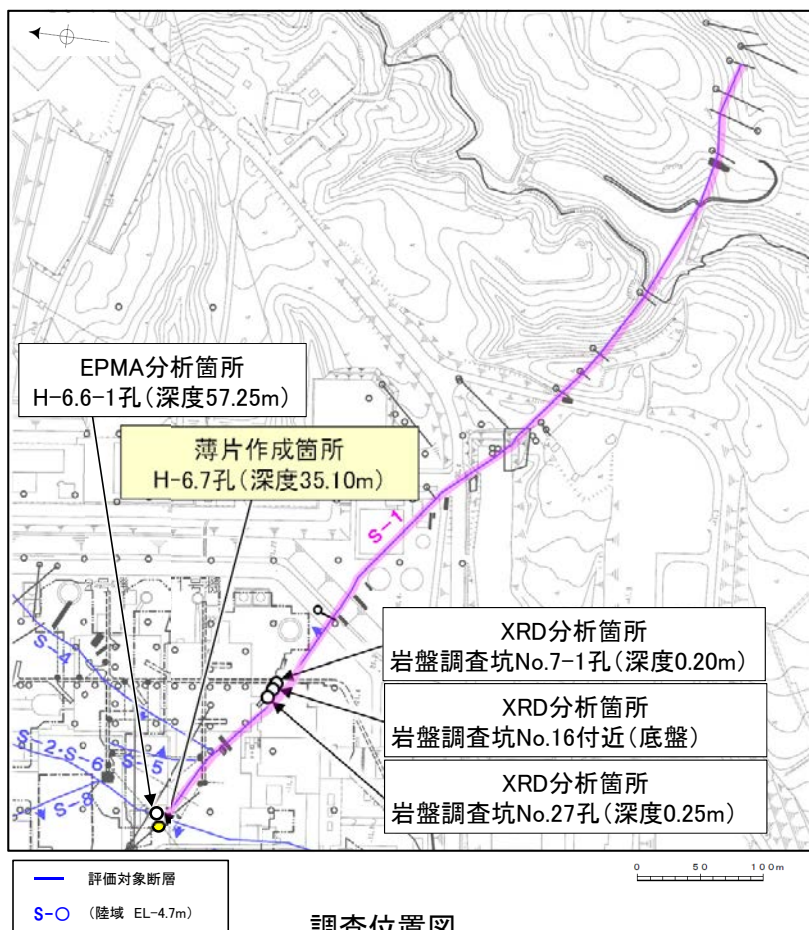 EPMA分析箇所
H-6.6-1孔(深度57.25m)
薄片作成箇所
H-6.7孔(深度35.10m)
S-1
XRD分析箇所
岩盤調査坑No.7-1孔(深度0.20m)
XRD分析箇所
岩盤調査坑No.16付近(底盤)
XRD分析箇所
岩盤調査坑No.27孔(深度0.25m)
S-4
S-2・S-6
S-5
S-8
0 50 100m
評価対象断層
S-○ (陸域 EL-4.7m)
調査位置図